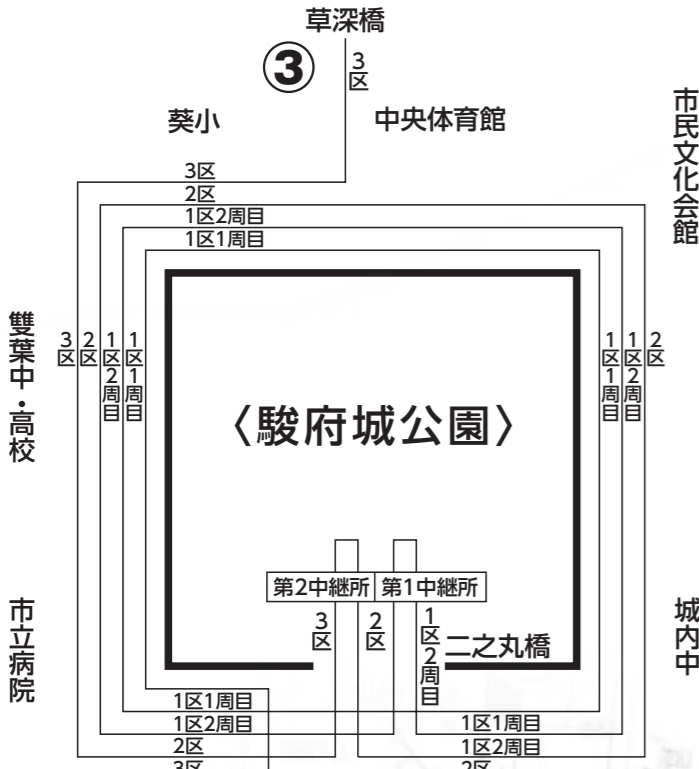 草深橋
③
3区
葵小
中央体育館
市民文化会館
3区
2区
1区2周目
1区1周目
雙葉中・高校
3区
2区
1区2周目
1区1周目
1区1周目
1区2周目
2区
〈駿府城公園〉
第2中継所
第1中継所
3区
2区
1区2周目
二之丸橋
市立病院
城内中
1区1周目
1区2周目
2区
3区
1区1周目
1区2周目
2区